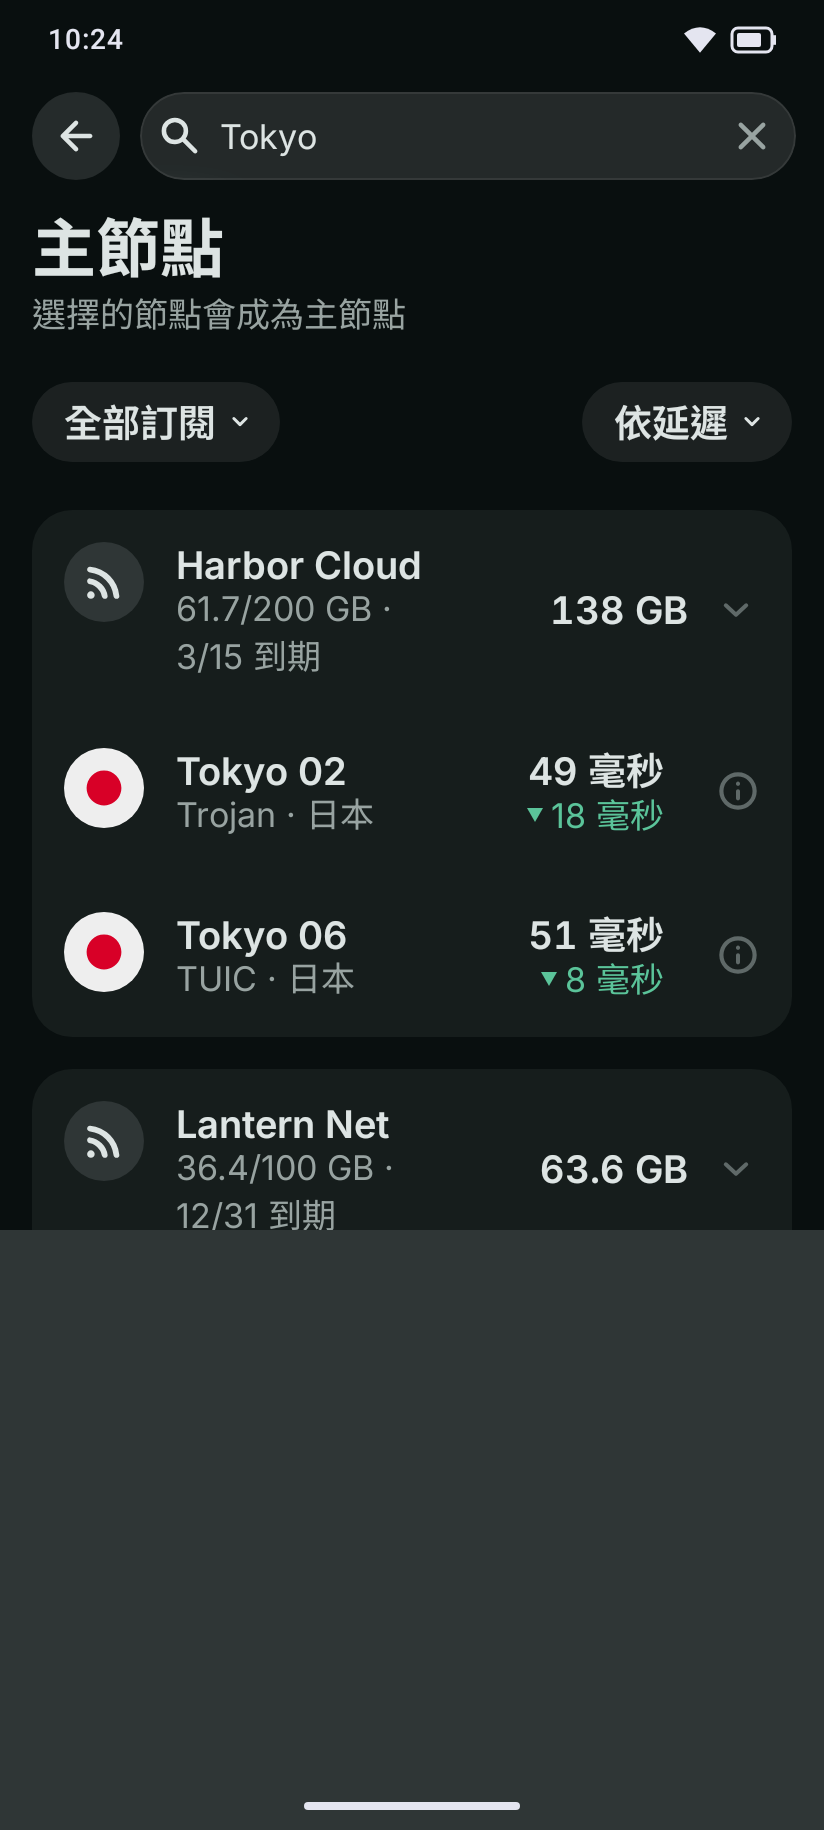 10:24
Tokyo
主節點
選擇的節點會成為主節點
全部訂閱
依延遲
Harbor Cloud
61.7/200 GB ·
3/15 到期
138 GB
Tokyo 02
49 毫秒
Trojan · 日本
18 毫秒
Tokyo 06
51 毫秒
TUIC · 日本
8 毫秒
Lantern Net
36.4/100 GB ·
12/31 到期
63.6 GB